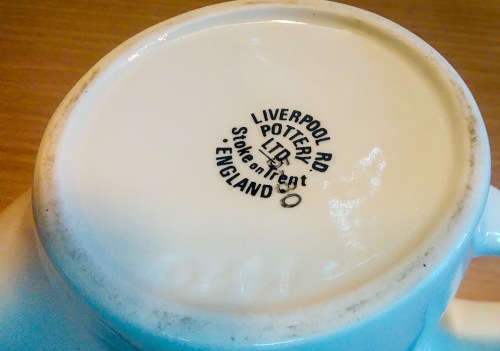 LIVERPOOL RD.
POTTERY
LTD.
Stoke on Trent
• ENGLAND